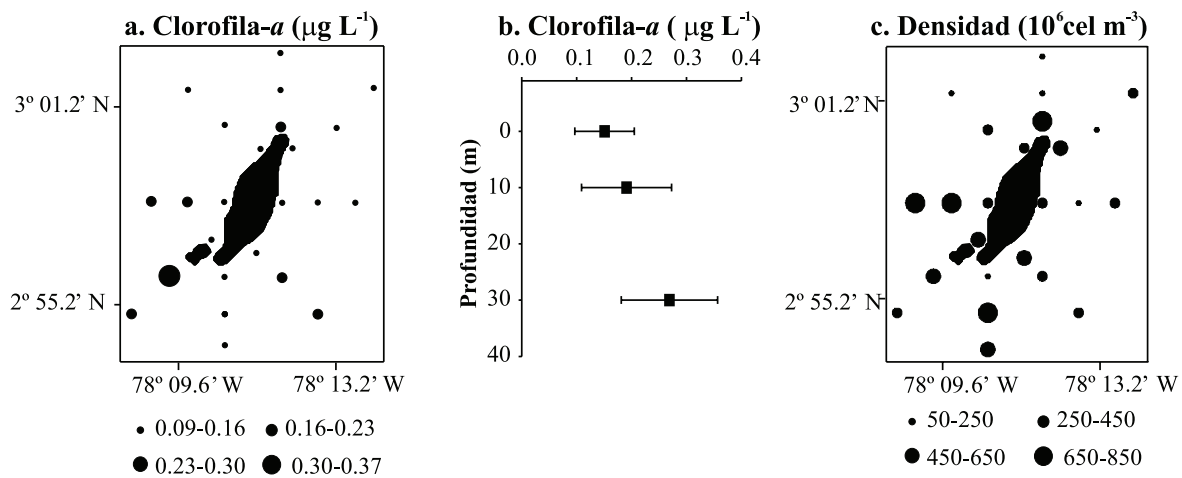 a. Clorofila-a (µg L⁻¹)
3º 01.2' N
2º 55.2' N
78º 09.6' W 78º 13.2' W
0.09-0.16 0.16-0.23
0.23-0.30 0.30-0.37
b. Clorofila-a ( µg L⁻¹)
0.0 0.1 0.2 0.3 0.4
Profundidad (m)
0
10
20
30
40
c. Densidad (10⁶cel m⁻³)
3º 01.2' N
2º 55.2' N
78º 09.6' W 78º 13.2' W
50-250 250-450
450-650 650-850